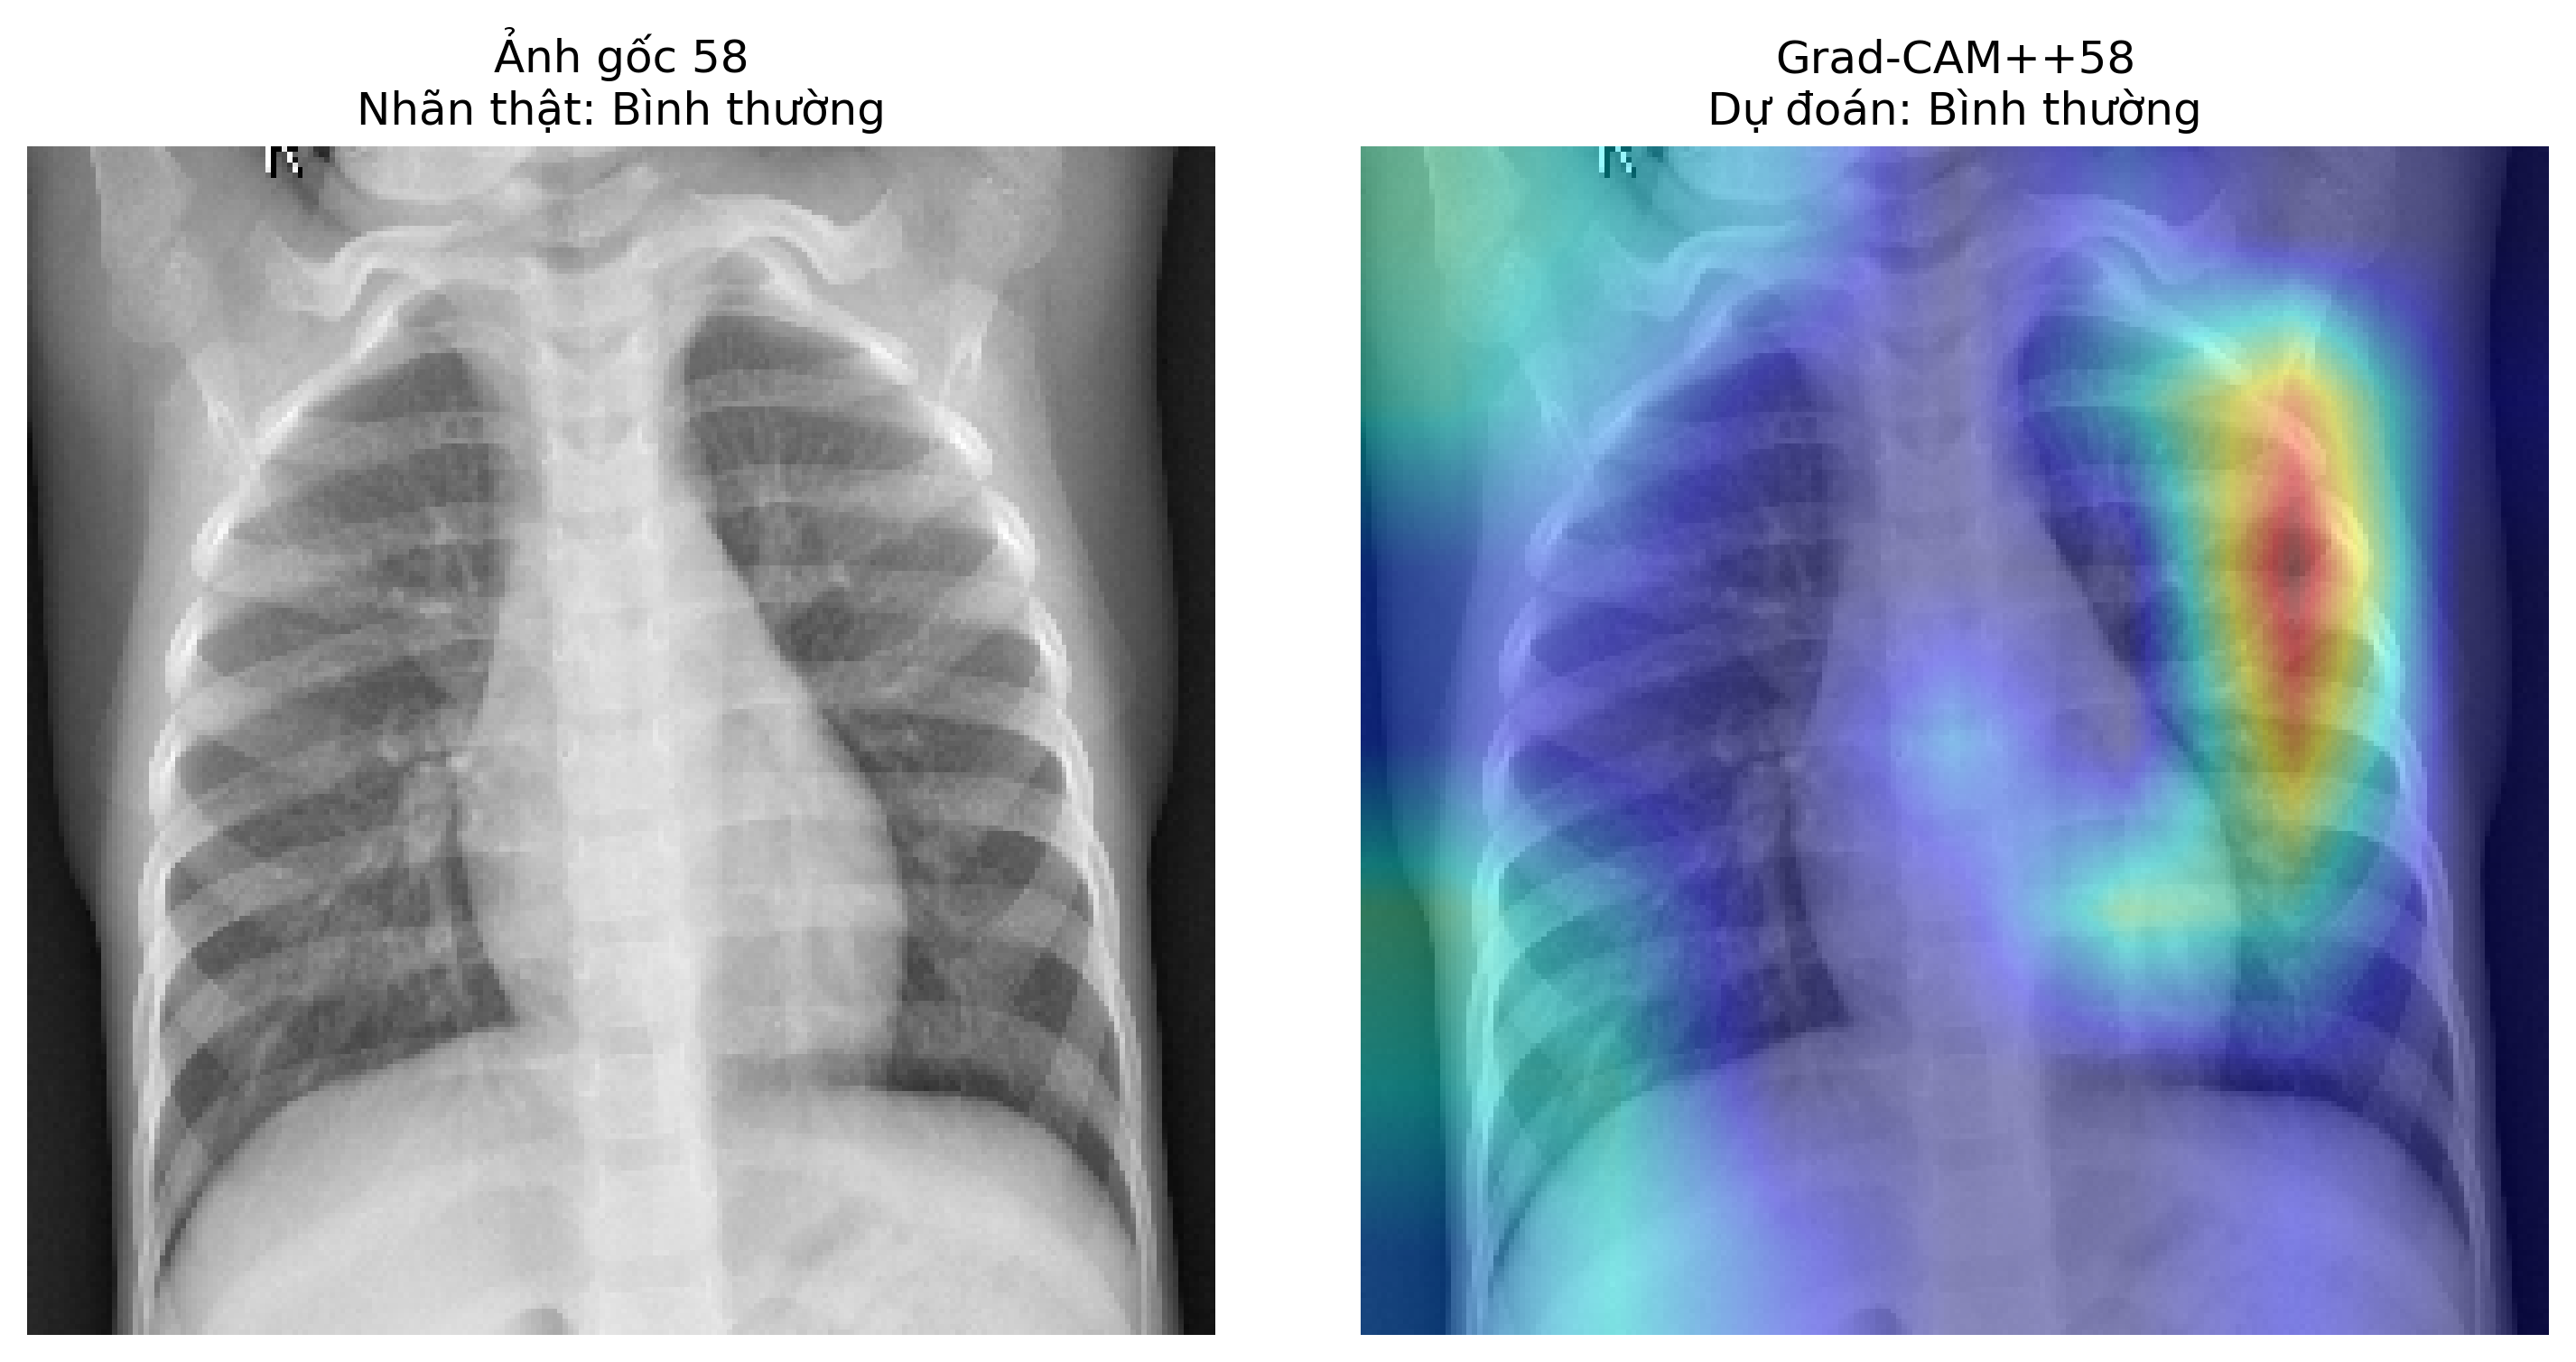 Ảnh gốc 58
Nhãn thật: Bình thường
Grad-CAM++58
Dự đoán: Bình thường
R
R